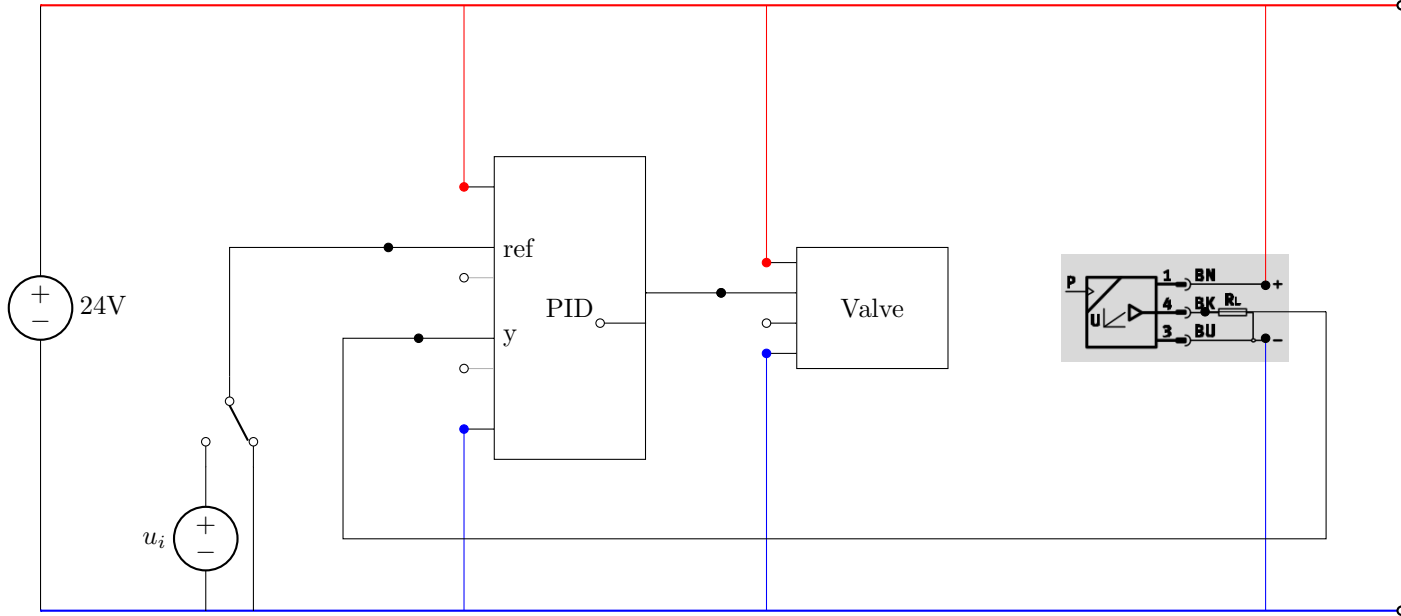 24V
u_i
ref
PID
y
Valve
P
U
1 BN
+
4 BK
RL
3 BU
−
+
−
+
−